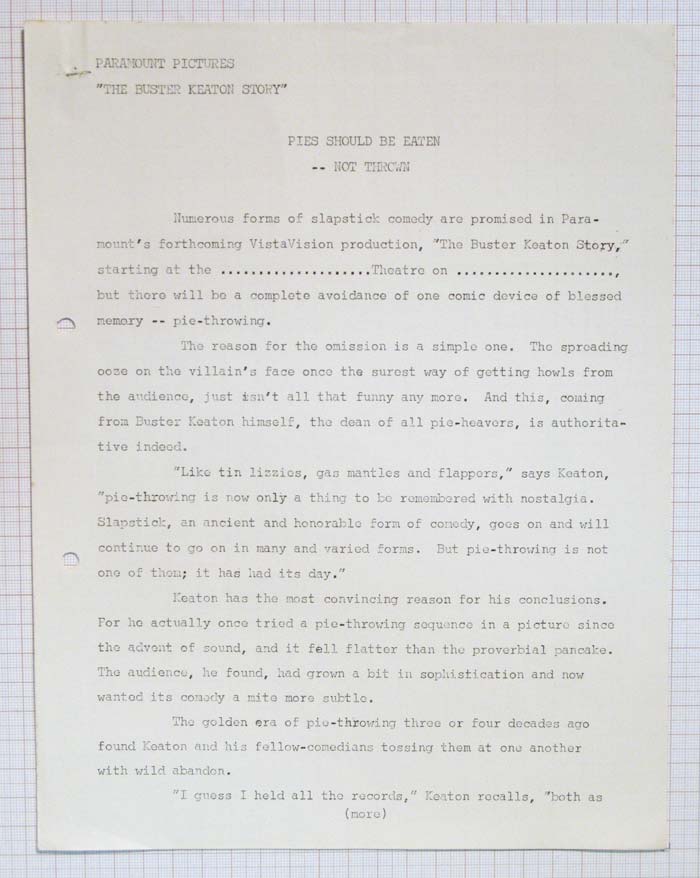 PARAMOUNT PICTURES
"THE BUSTER KEATON STORY"
PIES SHOULD BE EATEN
-- NOT THROWN
Numerous forms of slapstick comedy are promised in Para-
mount's forthcoming VistaVision production, "The Buster Keaton Story,"
starting at the ....................Theatre on .....................,
but there will be a complete avoidance of one comic device of blessed
memory -- pie-throwing.
The reason for the omission is a simple one. The spreading
ooze on the villain's face once the surest way of getting howls from
the audience, just isn't all that funny any more. And this, coming
from Buster Keaton himself, the dean of all pie-heavers, is authorita-
tive indeed.
"Like tin lizzies, gas mantles and flappers," says Keaton,
"pie-throwing is now only a thing to be remembered with nostalgia.
Slapstick, an ancient and honorable form of comedy, goes on and will
continue to go on in many and varied forms. But pie-throwing is not
one of them; it has had its day."
Keaton has the most convincing reason for his conclusions.
For he actually once tried a pie-throwing sequence in a picture since
the advent of sound, and it fell flatter than the proverbial pancake.
The audience, he found, had grown a bit in sophistication and now
wanted its comedy a mite more subtle.
The golden era of pie-throwing three or four decades ago
found Keaton and his fellow-comedians tossing them at one another
with wild abandon.
"I guess I held all the records," Keaton recalls, "both as
(more)